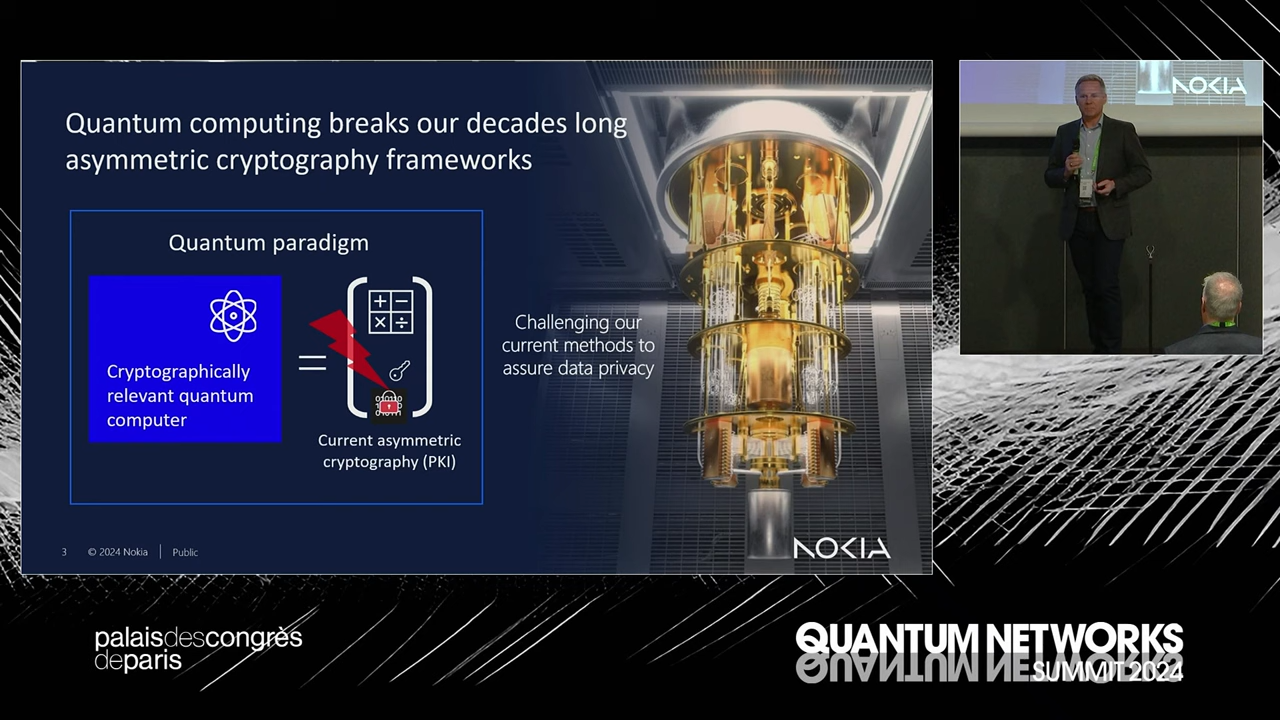 Quantum computing breaks our decades long
asymmetric cryptography frameworks
Quantum paradigm
Cryptographically
relevant quantum
computer
=
Current asymmetric
cryptography (PKI)
Challenging our
current methods to
assure data privacy
3 © 2024 Nokia | Public
NOKIA
NOKIA
palaisdescongrès
deparis
QUANTUM NETWORKS
SUMMIT 2024